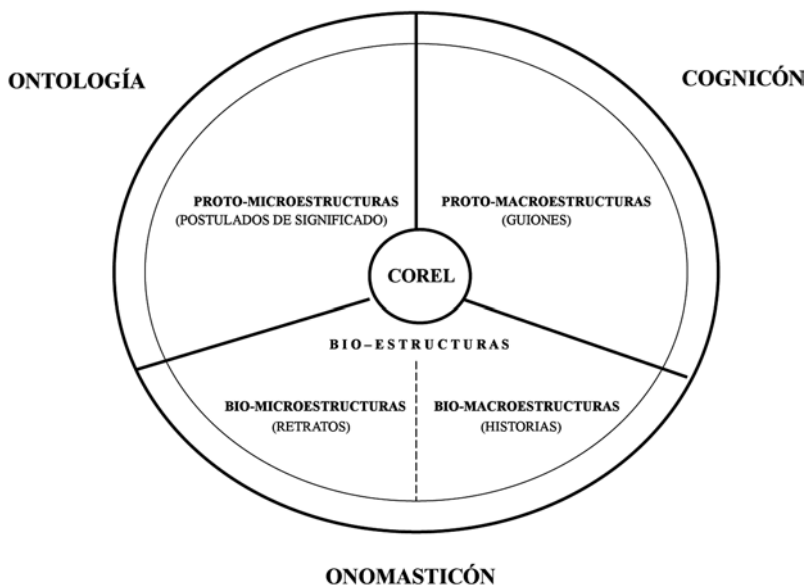 ONTOLOGÍA
COGNICÓN
PROTO-MICROESTRUCTURAS
(POSTULADOS DE SIGNIFICADO)
PROTO-MACROESTRUCTURAS
(GUIONES)
COREL
BIO–ESTRUCTURAS
BIO-MICROESTRUCTURAS
(RETRATOS)
BIO-MACROESTRUCTURAS
(HISTORIAS)
ONOMASTICÓN